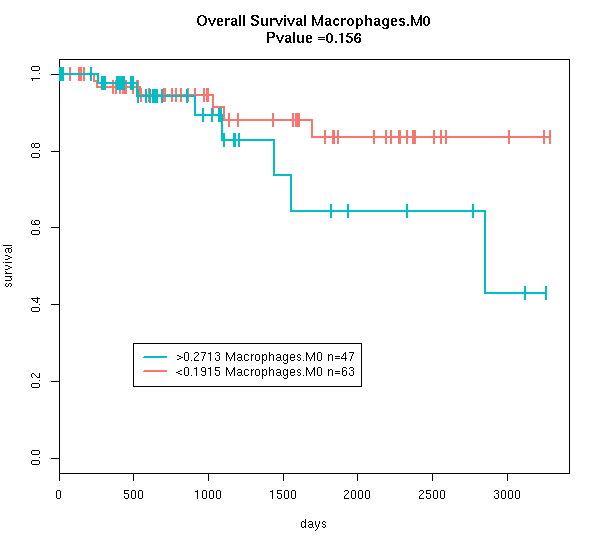 Overall Survival Macrophages.M0
Pvalue =0.156
1.0
0.8
0.6
0.4
0.2
0.0
survival
>0.2713 Macrophages.M0 n=47
<0.1915 Macrophages.M0 n=63
0 500 1000 1500 2000 2500 3000
days